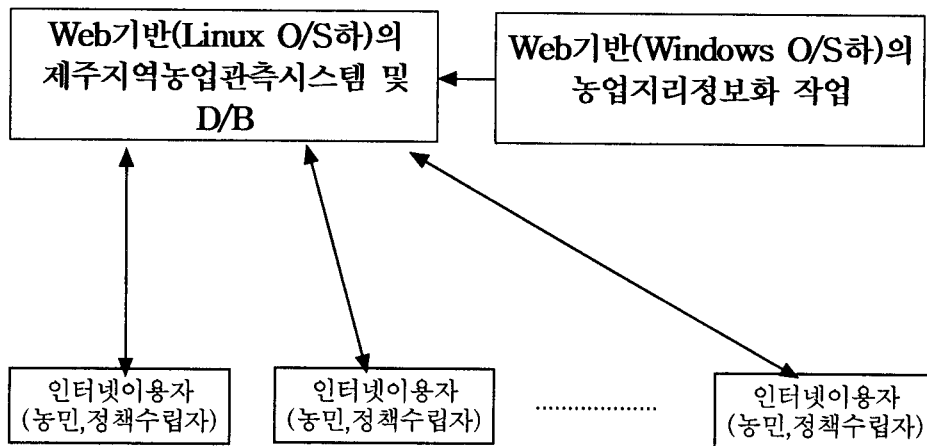 Web기반(Linux O/S하)의
제주지역농업관측시스템 및
D/B
Web기반(Windows O/S하)의
농업지리정보화 작업
인터넷이용자
(농민,정책수립자)
인터넷이용자
(농민,정책수립자)
...................
인터넷이용자
(농민,정책수립자)